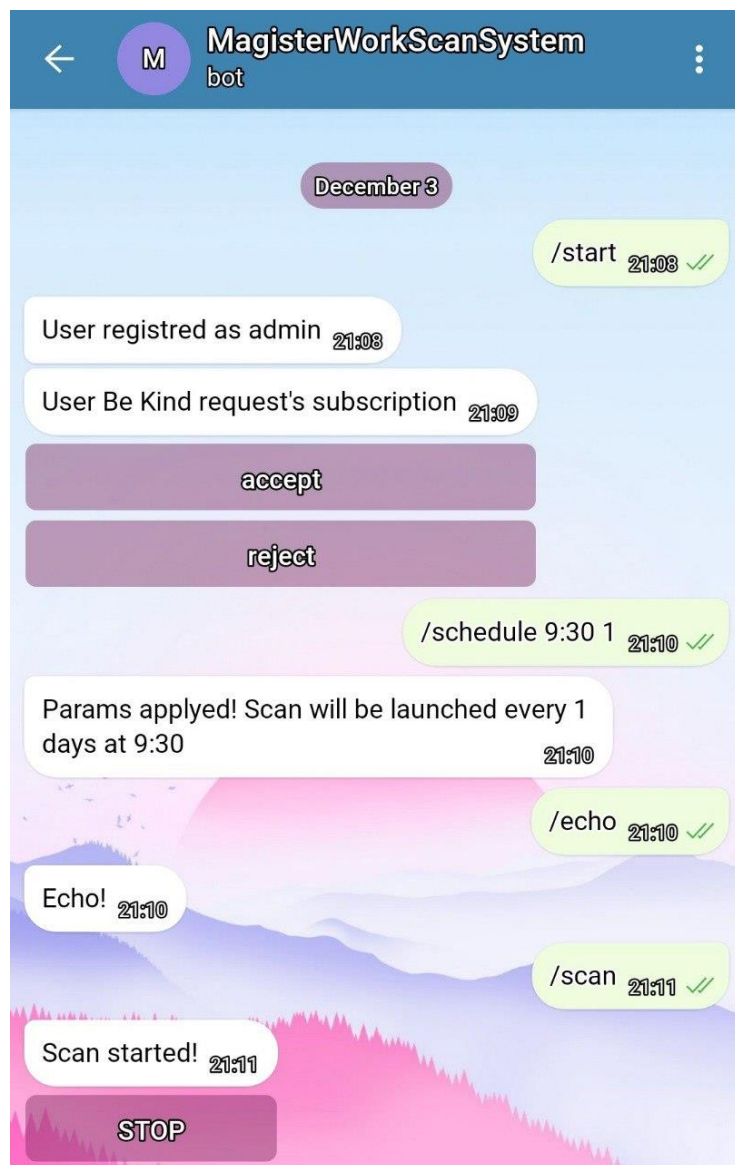 M
MagisterWorkScanSystem
bot
December 3
/start 21:08
User registred as admin 21:08
User Be Kind request's subscription 21:09
accept
reject
/schedule 9:30 1 21:10
Params applyed! Scan will be launched every 1
days at 9:30 21:10
/echo 21:10
Echo! 21:10
/scan 21:11
Scan started! 21:11
STOP